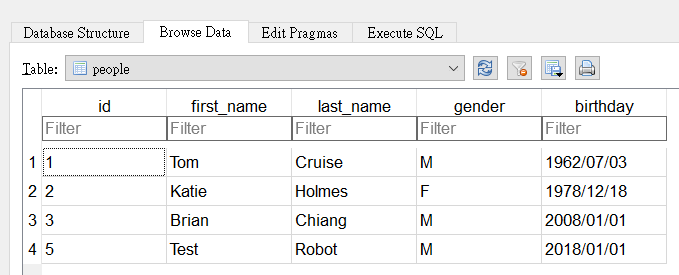 Database Structure Browse Data Edit Pragmas Execute SQL
Table: people
id first_name last_name gender birthday
Filter Filter Filter Filter Filter
1 1 Tom Cruise M 1962/07/03
2 2 Katie Holmes F 1978/12/18
3 3 Brian Chiang M 2008/01/01
4 5 Test Robot M 2018/01/01